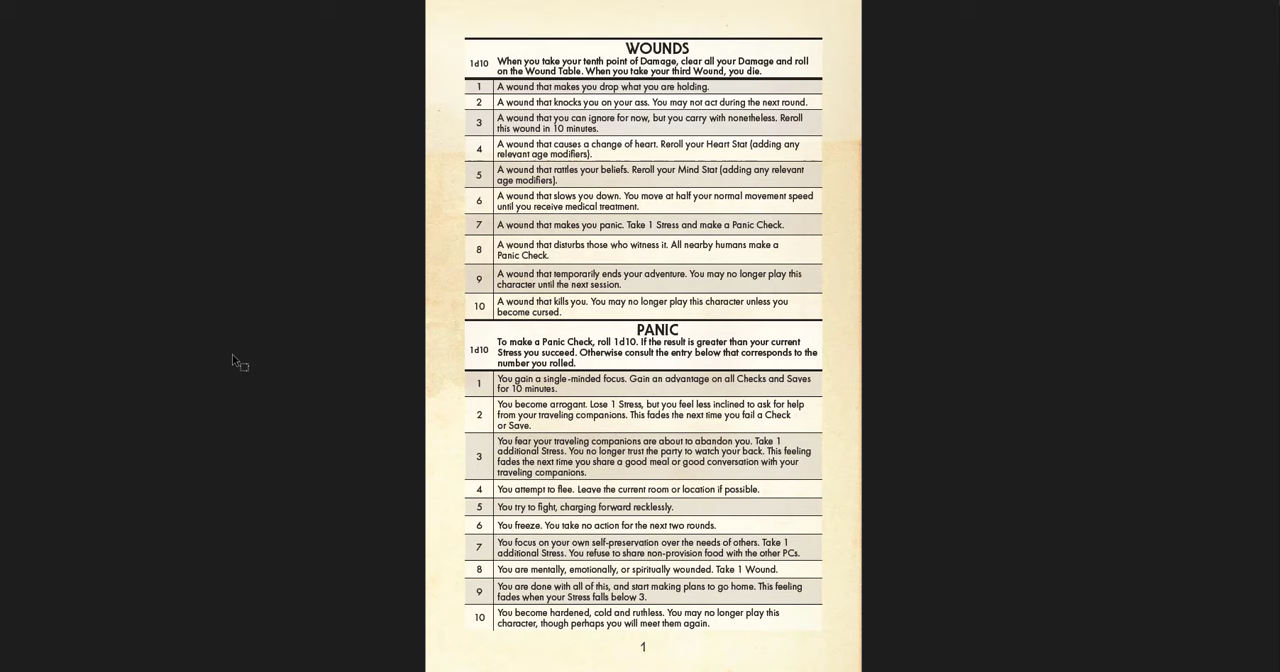 WOUNDS
1d10 When you take your tenth point of Damage, clear all your Damage and roll
on the Wound Table. When you take your third Wound, you die.
1 A wound that makes you drop what you are holding.
2 A wound that knocks you on your ass. You may not act during the next round.
3 A wound that you can ignore for now, but you carry with nonetheless. Reroll
this wound in 10 minutes.
4 A wound that causes a change of heart. Reroll your Heart Stat (adding any
relevant age modifiers).
5 A wound that rattles your beliefs. Reroll your Mind Stat (adding any relevant
age modifiers).
6 A wound that slows you down. You move at half your normal movement speed
until you receive medical treatment.
7 A wound that makes you panic. Take 1 Stress and make a Panic Check.
8 A wound that disturbs those who witness it. All nearby humans make a
Panic Check.
9 A wound that temporarily ends your adventure. You may no longer play this
character until the next session.
10 A wound that kills you. You may no longer play this character unless you
become cursed.
PANIC
1d10 To make a Panic Check, roll 1d10. If the result is greater than your current
Stress you succeed. Otherwise consult the entry below that corresponds to the
number you rolled.
1 You gain a single-minded focus. Gain an advantage on all Checks and Saves
for 10 minutes.
2 You become arrogant. Lose 1 Stress, but you feel less inclined to ask for help
from your traveling companions. This fades the next time you fail a Check
or Save.
3 You fear your traveling companions are about to abandon you. Take 1
additional Stress. You no longer trust the party to watch your back. This feeling
fades the next time you share a good meal or good conversation with your
traveling companions.
4 You attempt to flee. Leave the current room or location if possible.
5 You try to fight, charging forward recklessly.
6 You freeze. You take no action for the next two rounds.
7 You focus on your own self-preservation over the needs of others. Take 1
additional Stress. You refuse to share non-provision food with the other PCs.
8 You are mentally, emotionally, or spiritually wounded. Take 1 Wound.
9 You are done with all of this, and start making plans to go home. This feeling
fades when your Stress falls below 3.
10 You become hardened, cold and ruthless. You may no longer play this
character, though perhaps you will meet them again.
1